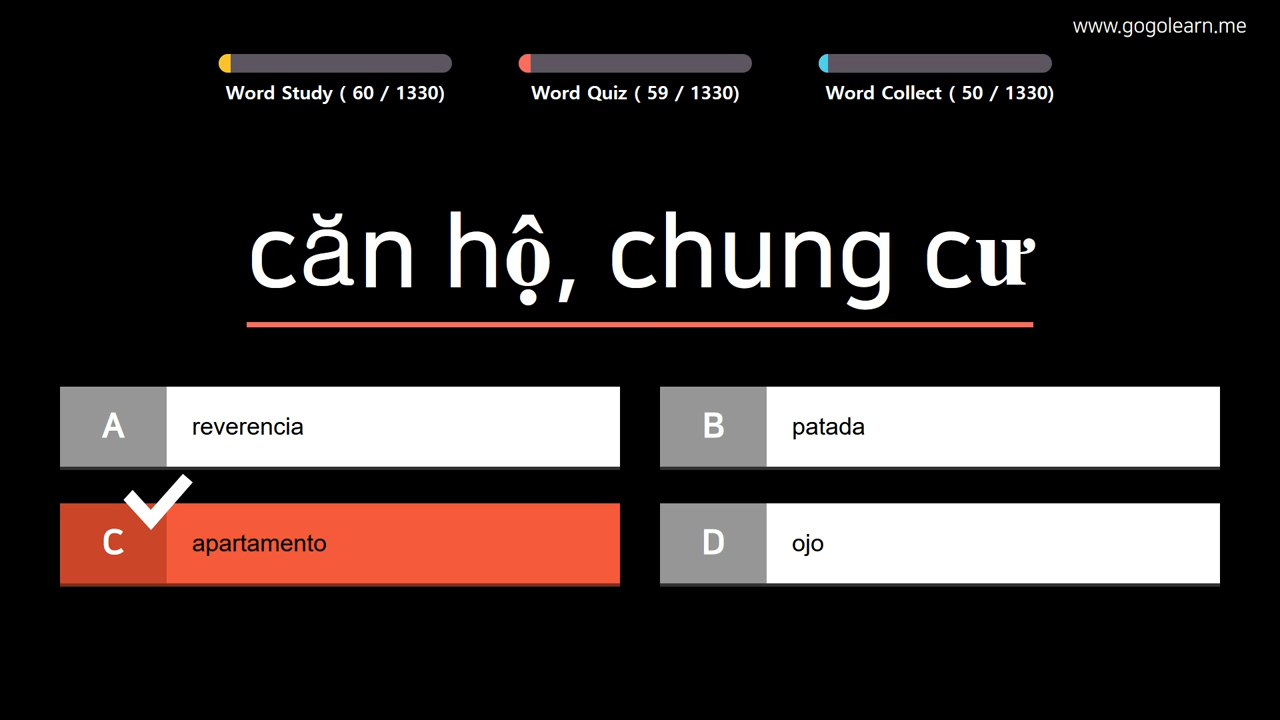 www.gogolearn.me
Word Study ( 60 / 1330)
Word Quiz ( 59 / 1330)
Word Collect ( 50 / 1330)
căn hộ, chung cư
A
reverencia
B
patada
C
apartamento
D
ojo